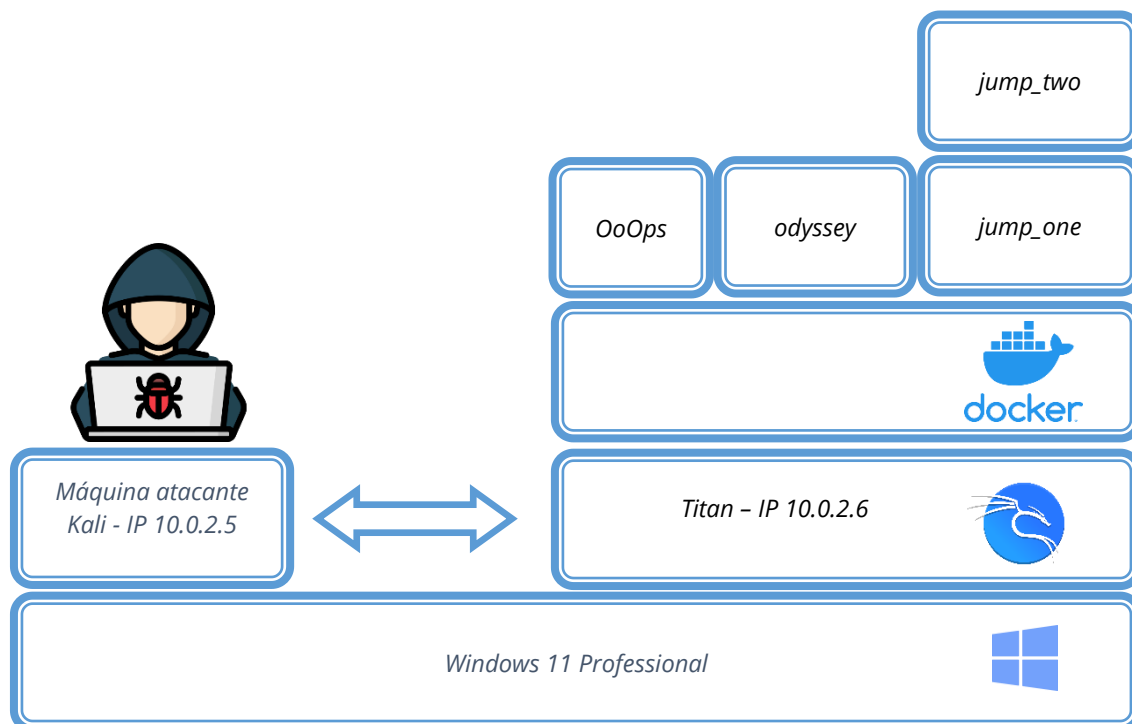 jump_two
OoOps
odyssey
jump_one
docker
Máquina atacante
Kali - IP 10.0.2.5
Titan – IP 10.0.2.6
Windows 11 Professional